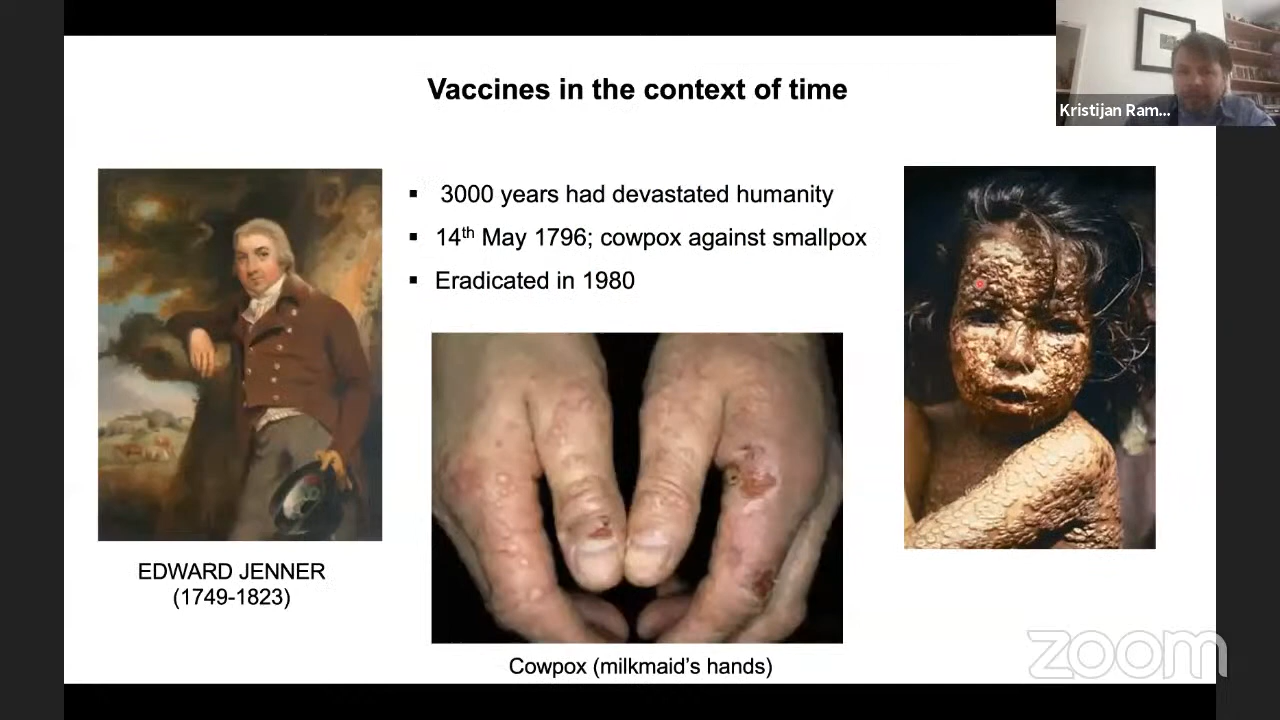 Vaccines in the context of time
Kristijan Ram...
▪ 3000 years had devastated humanity
▪ 14th May 1796; cowpox against smallpox
▪ Eradicated in 1980
EDWARD JENNER
(1749-1823)
Cowpox (milkmaid's hands)
zoom